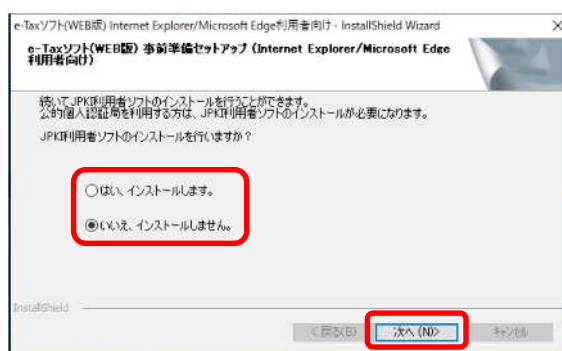 e-Taxソフト(WEB版) Internet Explorer/Microsoft Edge利用者向け - InstallShield Wizard
e-Taxソフト(WEB版) 事前準備セットアップ (Internet Explorer/Microsoft Edge
利用者向け)
続いてJPKI利用者ソフトのインストールを行うことができます。
公的個人認証局を利用する方は、JPKI利用者ソフトのインストールが必要になります。
JPKI利用者ソフトのインストールを行いますか？
はい、インストールします。
いいえ、インストールしません。
InstallShield
< 戻る(B)
次へ(N)>
キャンセル